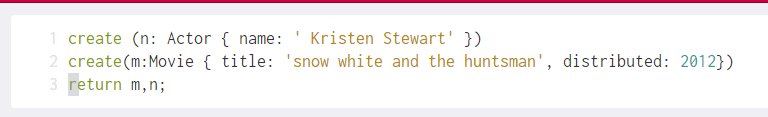 1 create (n: Actor { name: ' Kristen Stewart' })
2 create(m:Movie { title: 'snow white and the huntsman', distributed: 2012})
3 return m,n;